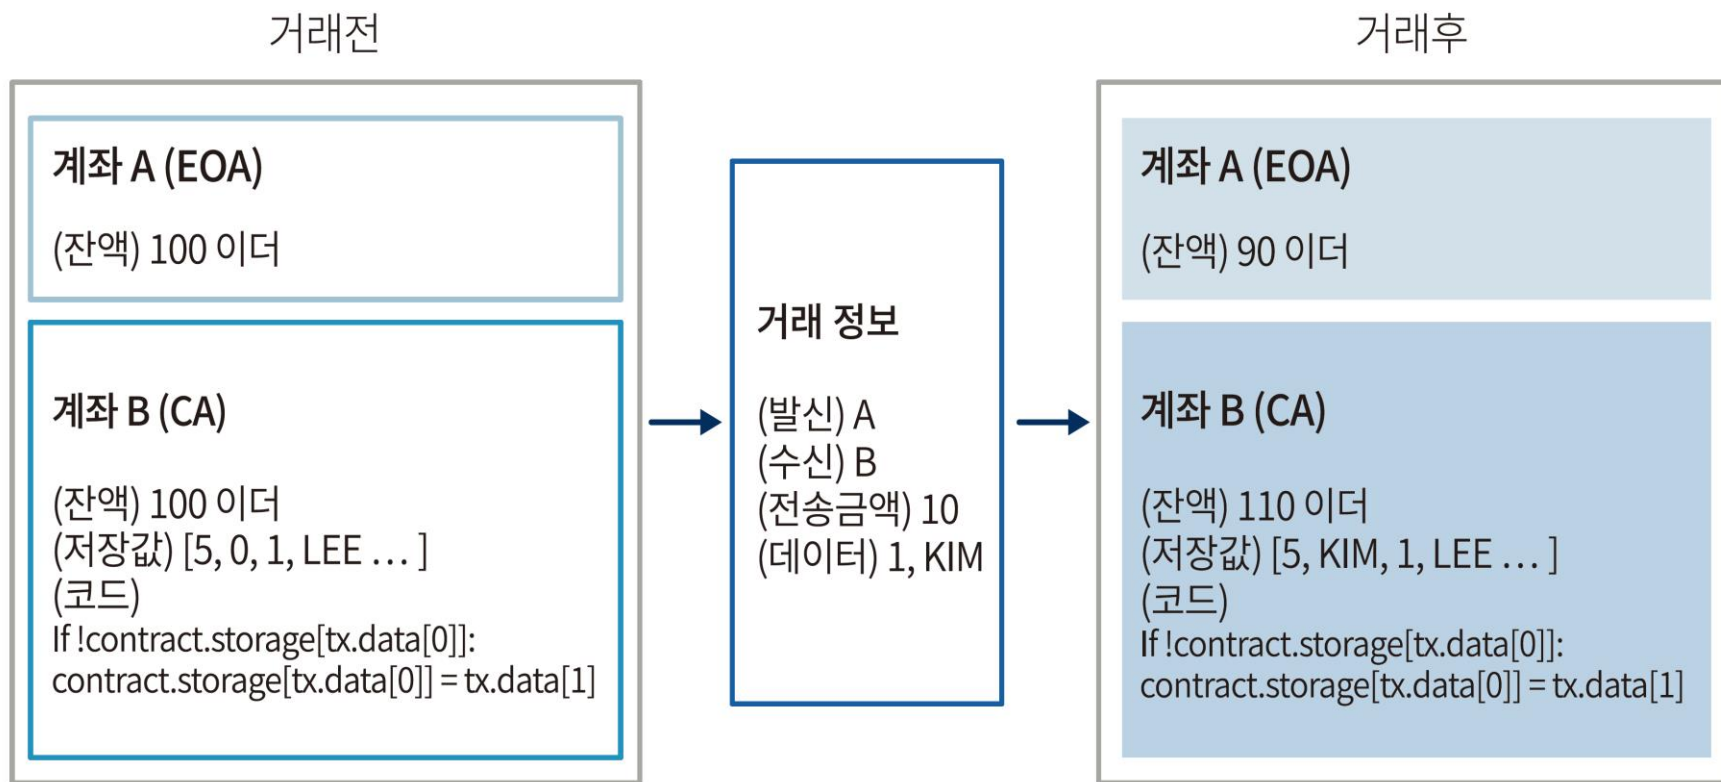 거래전
계좌 A (EOA)
(잔액) 100 이더
계좌 B (CA)
(잔액) 100 이더
(저장값) [5, 0, 1, LEE … ]
(코드)
If !contract.storage[tx.data[0]]:
contract.storage[tx.data[0]] = tx.data[1]
거래 정보
(발신) A
(수신) B
(전송금액) 10
(데이터) 1, KIM
거래후
계좌 A (EOA)
(잔액) 90 이더
계좌 B (CA)
(잔액) 110 이더
(저장값) [5, KIM, 1, LEE … ]
(코드)
If !contract.storage[tx.data[0]]:
contract.storage[tx.data[0]] = tx.data[1]